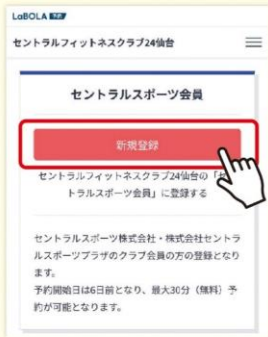 LaBOLA 予約
セントラルフィットネスクラブ24仙台
セントラルスポーツ会員
新規登録
セントラルフィットネスクラブ24仙台の「セ
トラルスポーツ会員」に登録する
セントラルスポーツ株式会社・株式会社セントラ
ルスポーツプラザのクラブ会員の方の登録となり
ます。
予約開始日は6日前となり、最大30分（無料）予
約が可能となります。